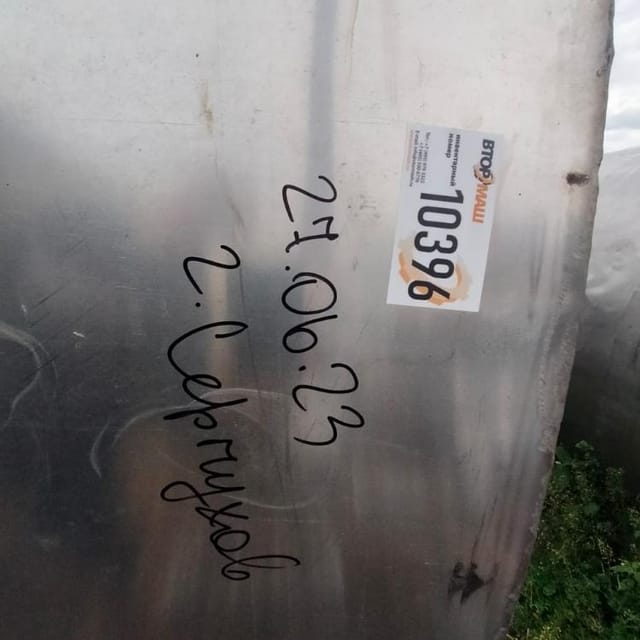 ВТОРМАШ
инвентарный
номер
10396
27.06.23
г. Серпухов